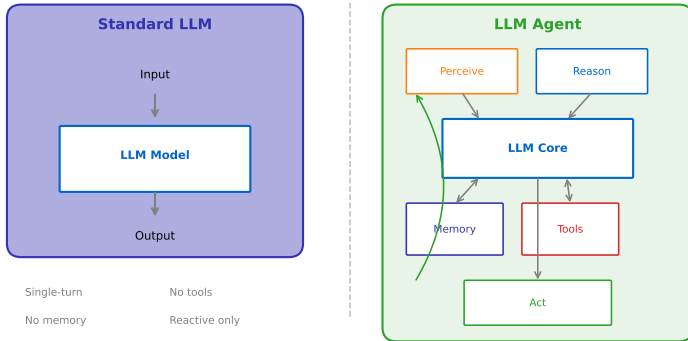 Standard LLM
Input
LLM Model
Output
Single-turn
No tools
No memory
Reactive only
LLM Agent
Perceive
Reason
LLM Core
Memory
Tools
Act